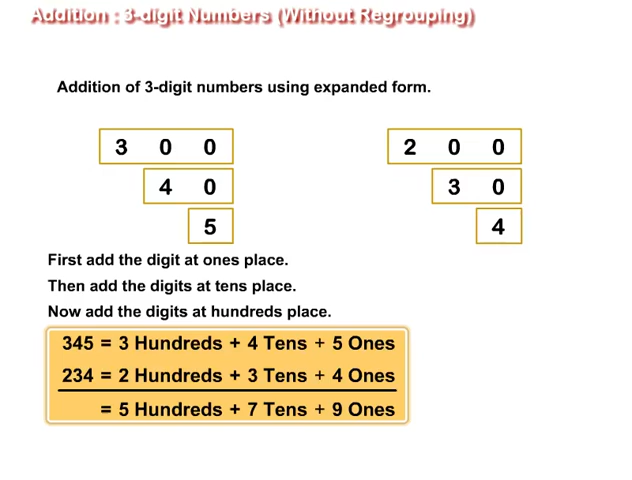 Addition : 3-digit Numbers (Without Regrouping)
Addition of 3-digit numbers using expanded form.
3 0 0 2 0 0
4 0 3 0
5 4
First add the digit at ones place.
Then add the digits at tens place.
Now add the digits at hundreds place.
345 = 3 Hundreds + 4 Tens + 5 Ones
234 = 2 Hundreds + 3 Tens + 4 Ones
= 5 Hundreds + 7 Tens + 9 Ones